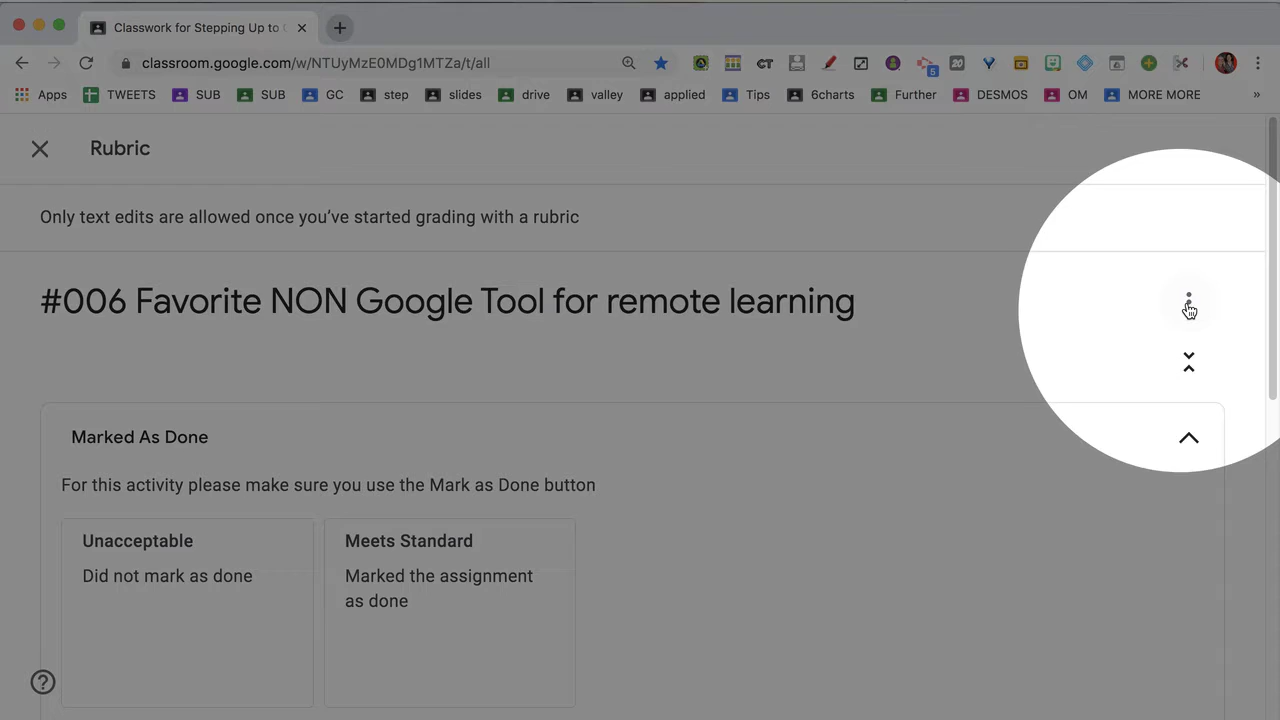 Classwork for Stepping Up to
classroom.google.com/w/NTUyMzE0MDg1MTZa/t/all
CT 5 20
Apps TWEETS SUB SUB GC step slides drive valley applied Tips 6charts Further DESMOS OM MORE MORE »
Rubric
Only text edits are allowed once you've started grading with a rubric
#006 Favorite NON Google Tool for remote learning
Marked As Done
For this activity please make sure you use the Mark as Done button
Unacceptable Meets Standard
Did not mark as done Marked the assignment
as done